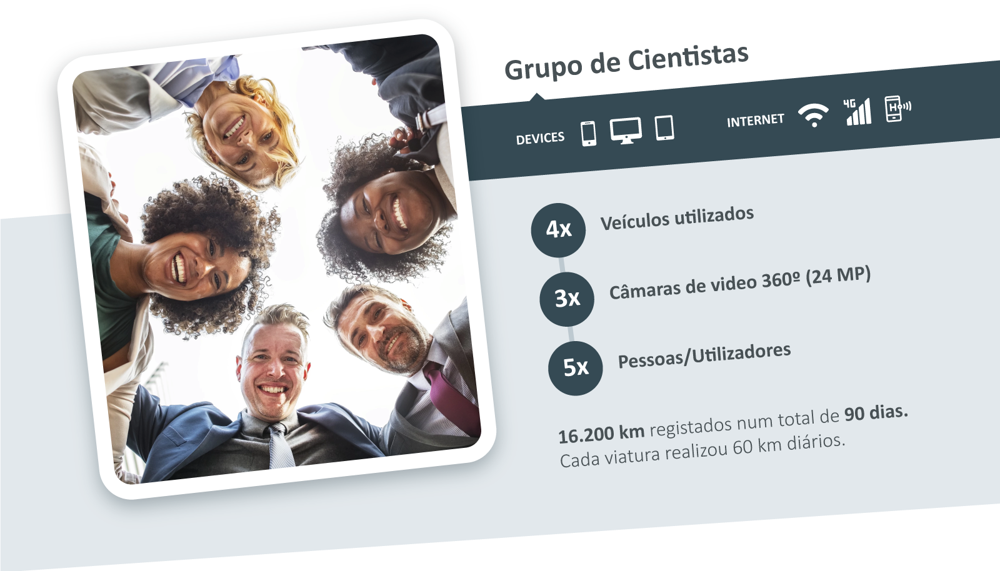 Grupo de Cientistas
DEVICES
INTERNET
4G
H
4x
Veículos utilizados
3x
Câmaras de video 360º (24 MP)
5x
Pessoas/Utilizadores
16.200 km registados num total de 90 dias.
Cada viatura realizou 60 km diários.